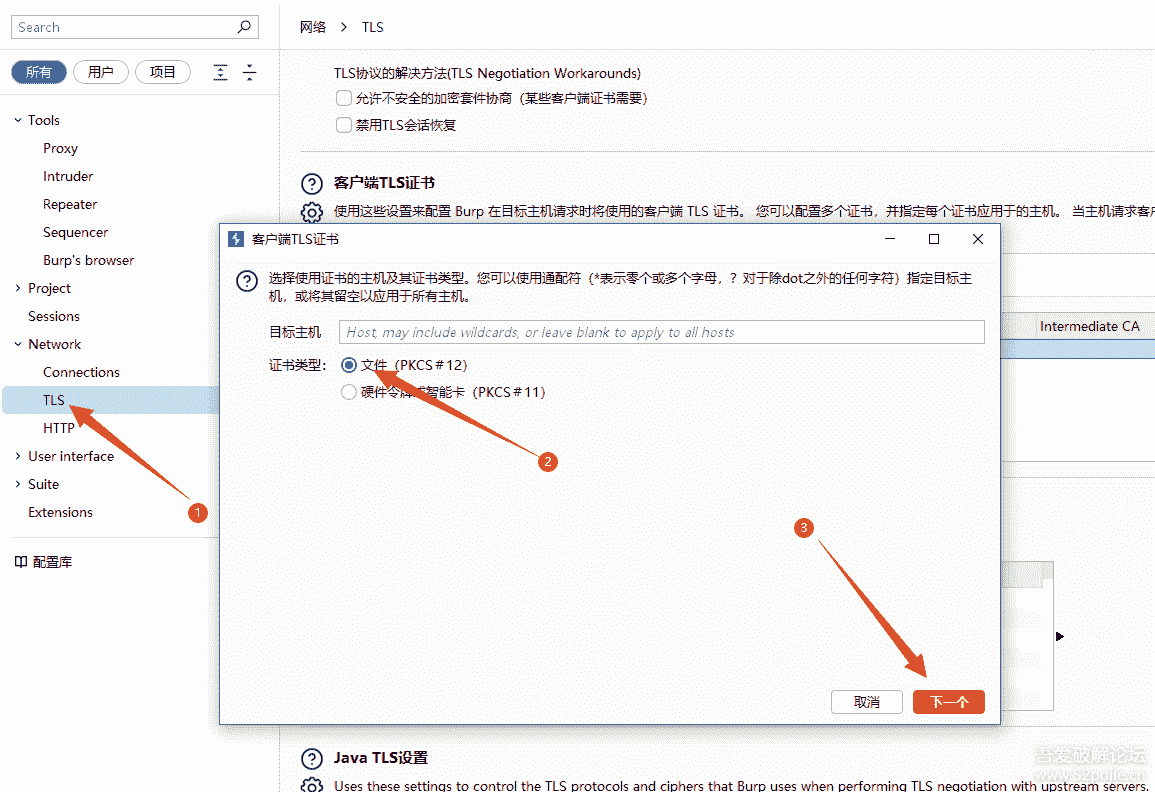 Search
所有
用户
项目
Tools
Proxy
Intruder
Repeater
Sequencer
Burp's browser
Project
Sessions
Network
Connections
TLS
HTTP
User interface
Suite
Extensions
配置库
网络 > TLS
TLS协议的解决方法(TLS Negotiation Workarounds)
允许不安全的加密套件协商（某些客户端证书需要）
禁用TLS会话恢复
客户端TLS证书
使用这些设置来配置 Burp 在目标主机请求时将使用的客户端 TLS 证书。 您可以配置多个证书，并指定每个证书应用于的主机。 当主机请求客户
Intermediate CA
客户端TLS证书
选择使用证书的主机及其证书类型。您可以使用通配符（*表示零个或多个字母，？对于除dot之外的任何字符）指定目标主
机，或将其留空以应用于所有主机。
目标主机
Host, may include wildcards, or leave blank to apply to all hosts
证书类型：
文件（PKCS＃12）
硬件令牌或智能卡（PKCS＃11）
1
2
3
取消
下一个
Java TLS设置
Uses these settings to control the TLS protocols and ciphers that Burp uses when performing TLS negotiation with upstream servers.
吾爱破解论坛
www.52pojie.cn